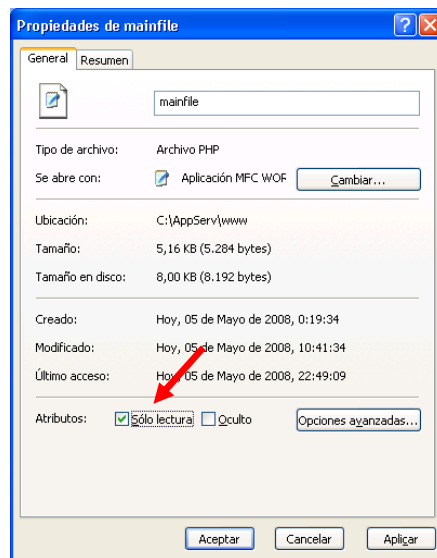 Propiedades de mainfile
General Resumen
mainfile
Tipo de archivo: Archivo PHP
Se abre con: Aplicación MFC WOR Cambiar...
Ubicación: C:\AppServ\www
Tamaño: 5,16 KB (5.284 bytes)
Tamaño en disco: 8,00 KB (8.192 bytes)
Creado: Hoy, 05 de Mayo de 2008, 0:19:34
Modificado: Hoy, 05 de Mayo de 2008, 10:41:34
Último acceso: Hoy, 05 de Mayo de 2008, 22:49:09
Atributos: Sólo lectura Oculto Opciones avanzadas...
Aceptar Cancelar Aplicar